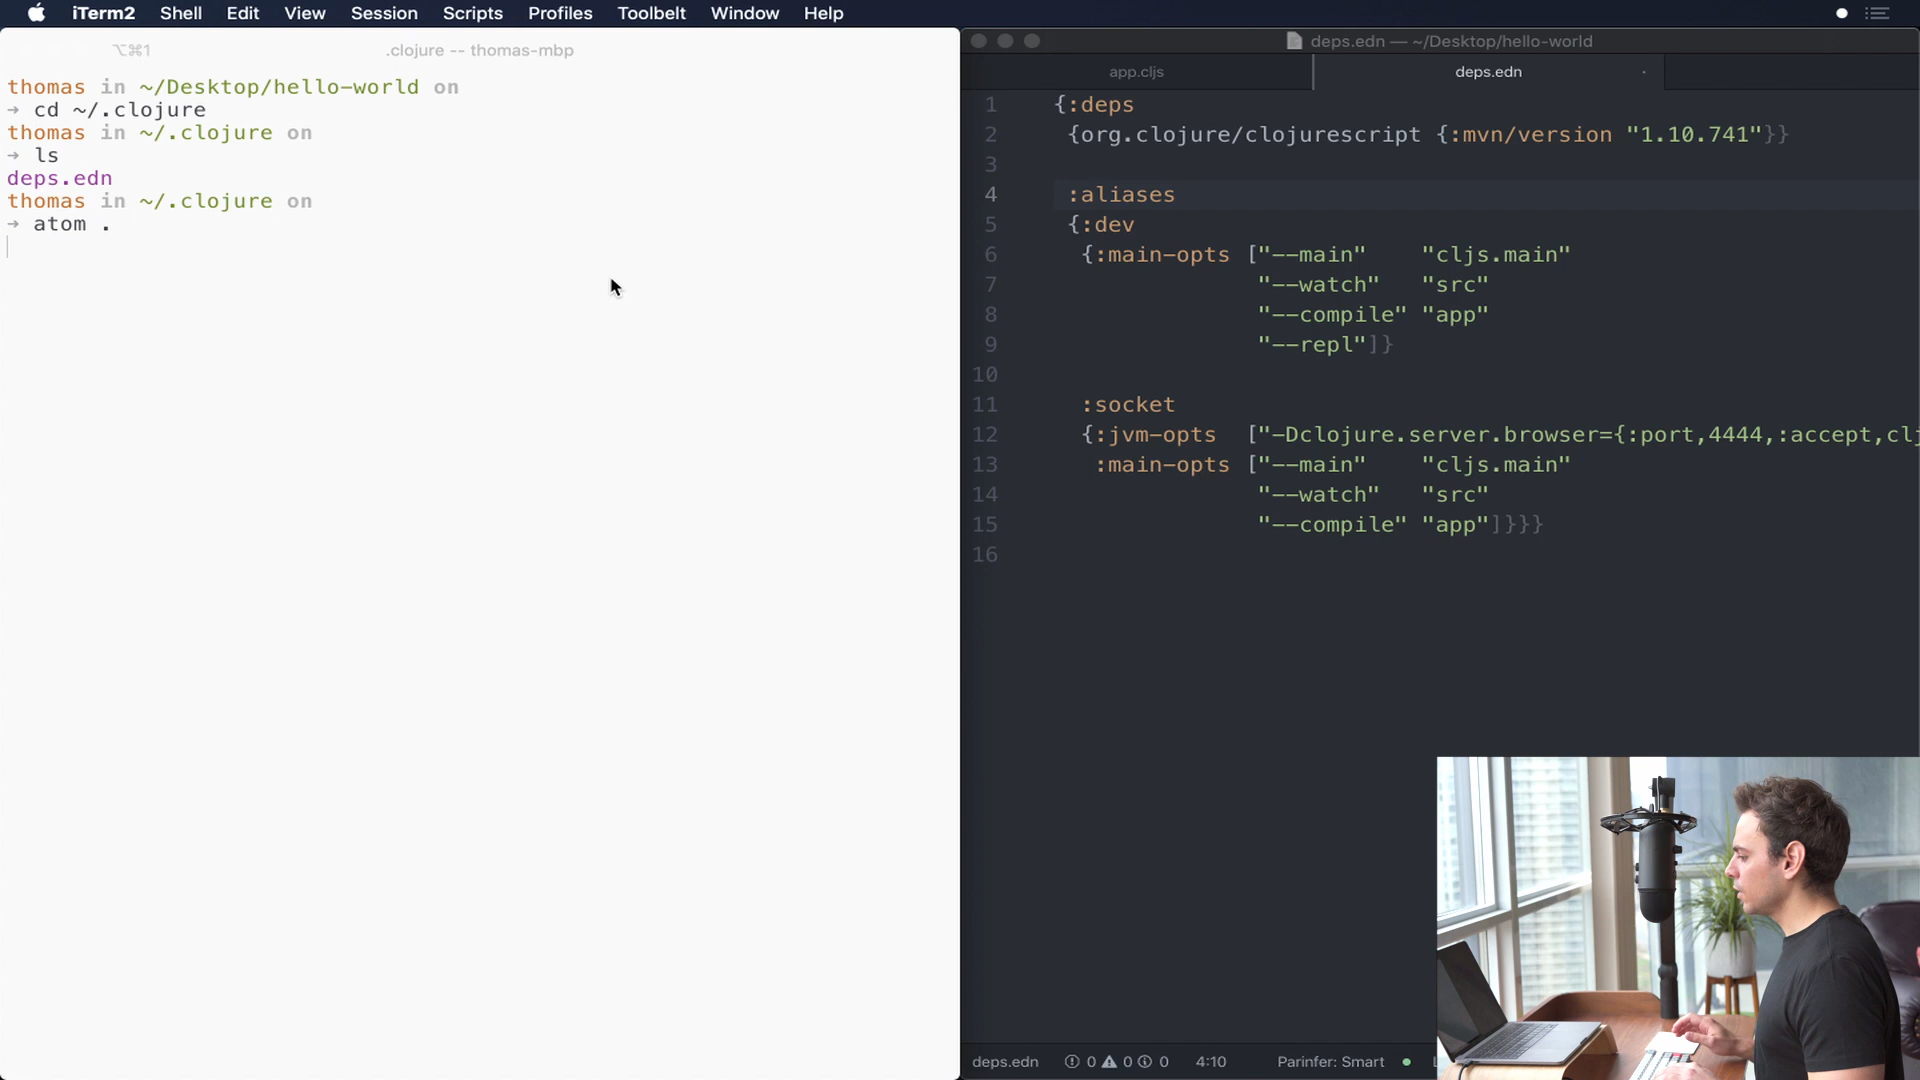 iTerm2 Shell Edit View Session Scripts Profiles Toolbelt Window Help
⌥⌘1 .clojure -- thomas-mbp
thomas in ~/Desktop/hello-world on
→ cd ~/.clojure
thomas in ~/.clojure on
→ ls
deps.edn
thomas in ~/.clojure on
→ atom .
deps.edn — ~/Desktop/hello-world
app.cljs deps.edn
1 {:deps
2 {org.clojure/clojurescript {:mvn/version "1.10.741"}}
3
4 :aliases
5 {:dev
6 {:main-opts ["--main" "cljs.main"
7 "--watch" "src"
8 "--compile" "app"
9 "--repl"]}
10
11 :socket
12 {:jvm-opts ["-Dclojure.server.browser={:port,4444,:accept,clj
13 :main-opts ["--main" "cljs.main"
14 "--watch" "src"
15 "--compile" "app"]}}}
16
deps.edn 0 0 0 4:10 Parinfer: Smart